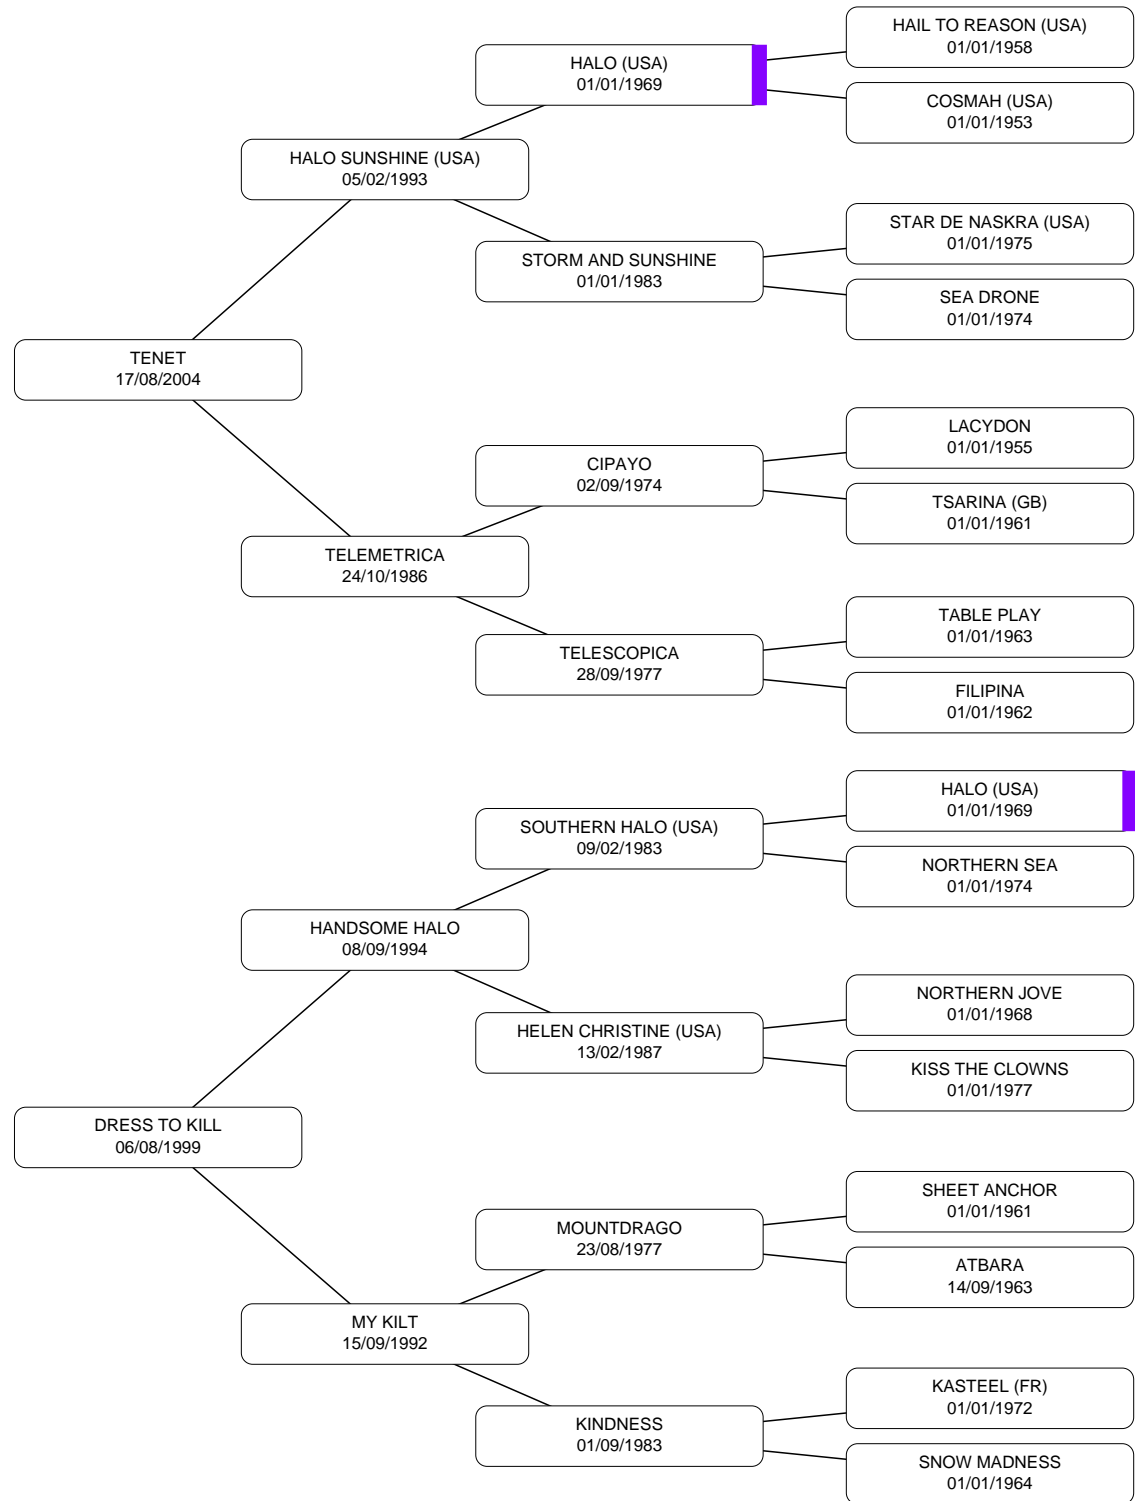 HAIL TO REASON (USA)
01/01/1958
HALO (USA)
01/01/1969
COSMAH (USA)
01/01/1953
HALO SUNSHINE (USA)
05/02/1993
STAR DE NASKRA (USA)
01/01/1975
STORM AND SUNSHINE
01/01/1983
SEA DRONE
01/01/1974
TENET
17/08/2004
LACYDON
01/01/1955
CIPAYO
02/09/1974
TSARINA (GB)
01/01/1961
TELEMETRICA
24/10/1986
TABLE PLAY
01/01/1963
TELESCOPICA
28/09/1977
FILIPINA
01/01/1962
HALO (USA)
01/01/1969
SOUTHERN HALO (USA)
09/02/1983
NORTHERN SEA
01/01/1974
HANDSOME HALO
08/09/1994
NORTHERN JOVE
01/01/1968
HELEN CHRISTINE (USA)
13/02/1987
KISS THE CLOWNS
01/01/1977
DRESS TO KILL
06/08/1999
SHEET ANCHOR
01/01/1961
MOUNTDRAGO
23/08/1977
ATBARA
14/09/1963
MY KILT
15/09/1992
KASTEEL (FR)
01/01/1972
KINDNESS
01/09/1983
SNOW MADNESS
01/01/1964